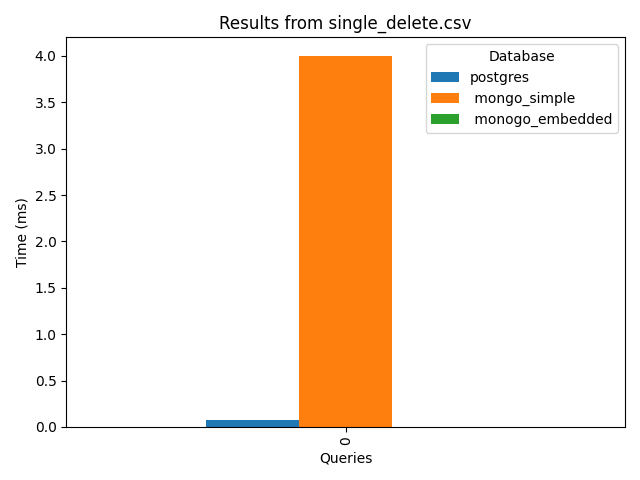 Results from single_delete.csv
Database
postgres
mongo_simple
monogo_embedded
4.0
3.5
3.0
2.5
2.0
1.5
1.0
0.5
0.0
Time (ms)
0
Queries